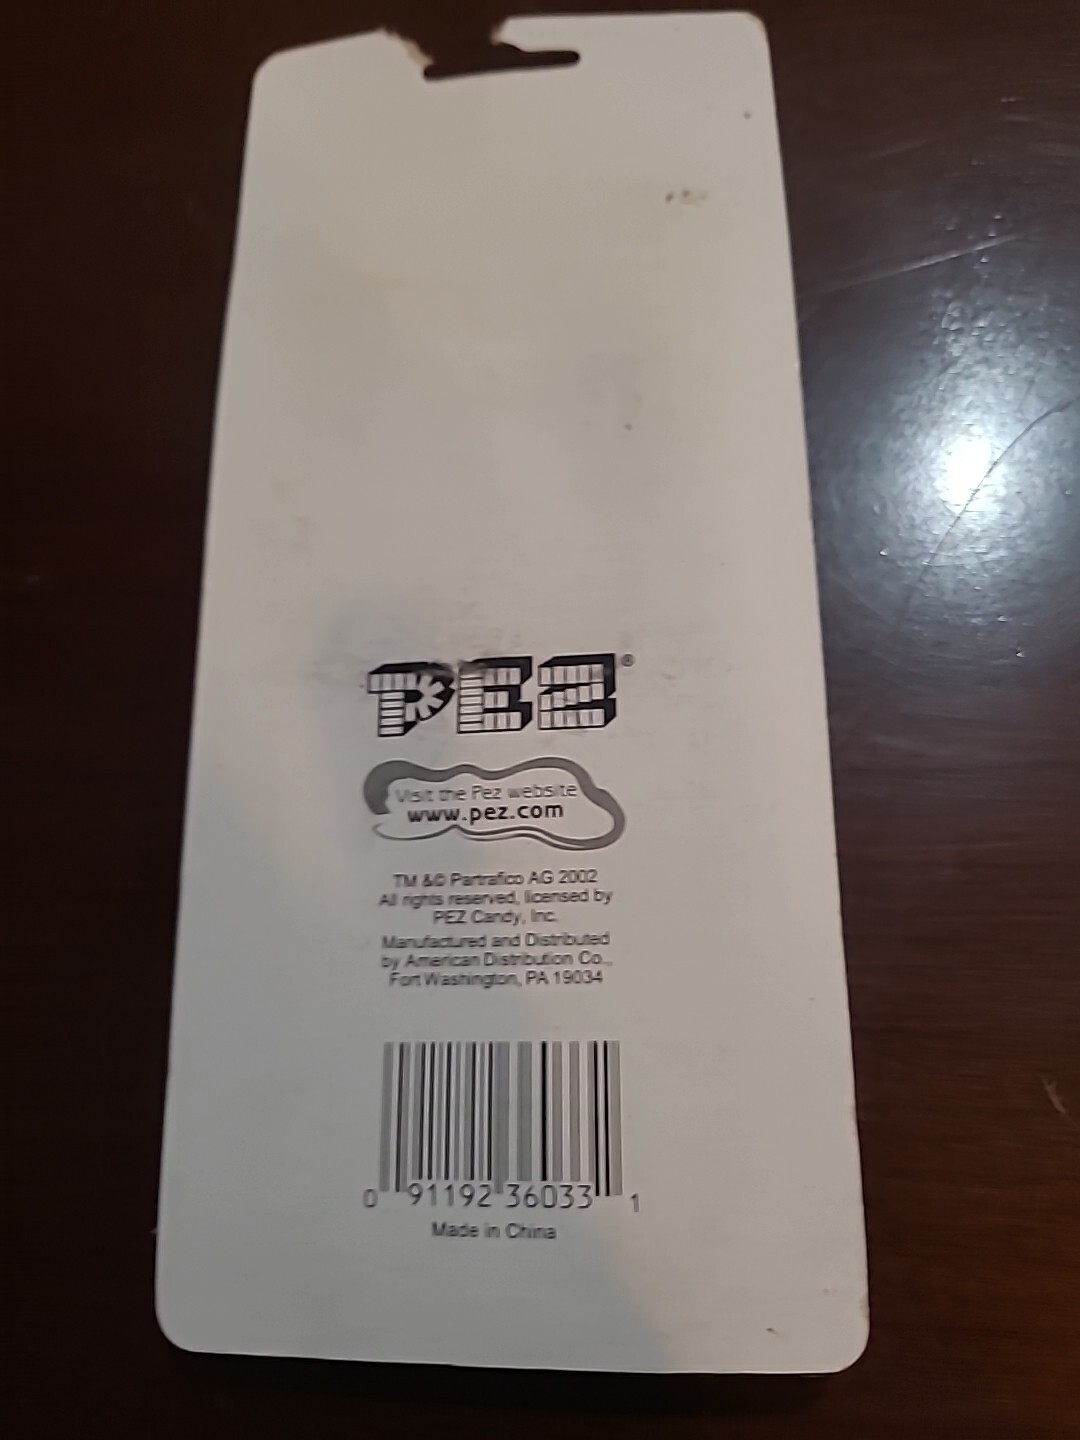 PEZ®
Visit the Pez website
www.pez.com
TM &© Partrafico AG 2002
All rights reserved, licensed by
PEZ Candy, Inc.
Manufactured and Distributed
by American Distribution Co.,
Fort Washington, PA 19034
0 91192 36033 1
Made in China